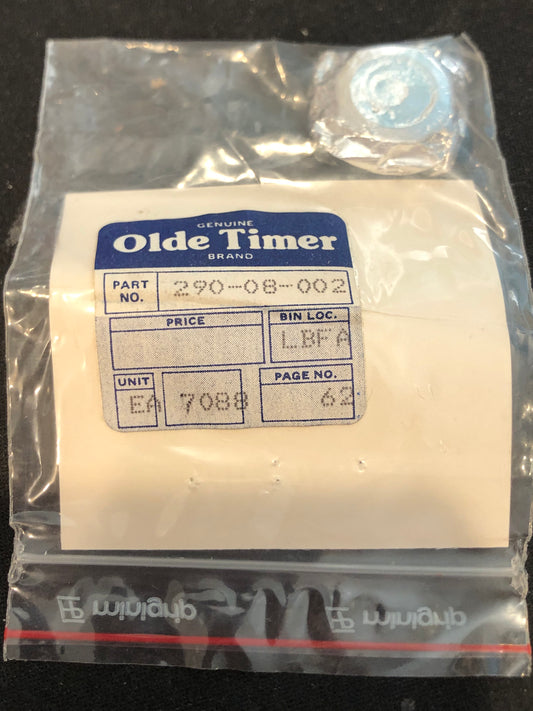 GENUINE
Olde Timer
BRAND
PART NO. 290-08-002
PRICE
BIN LOC.
LBFA
UNIT
EA 7088
PAGE NO.
62
minigrip minigrip